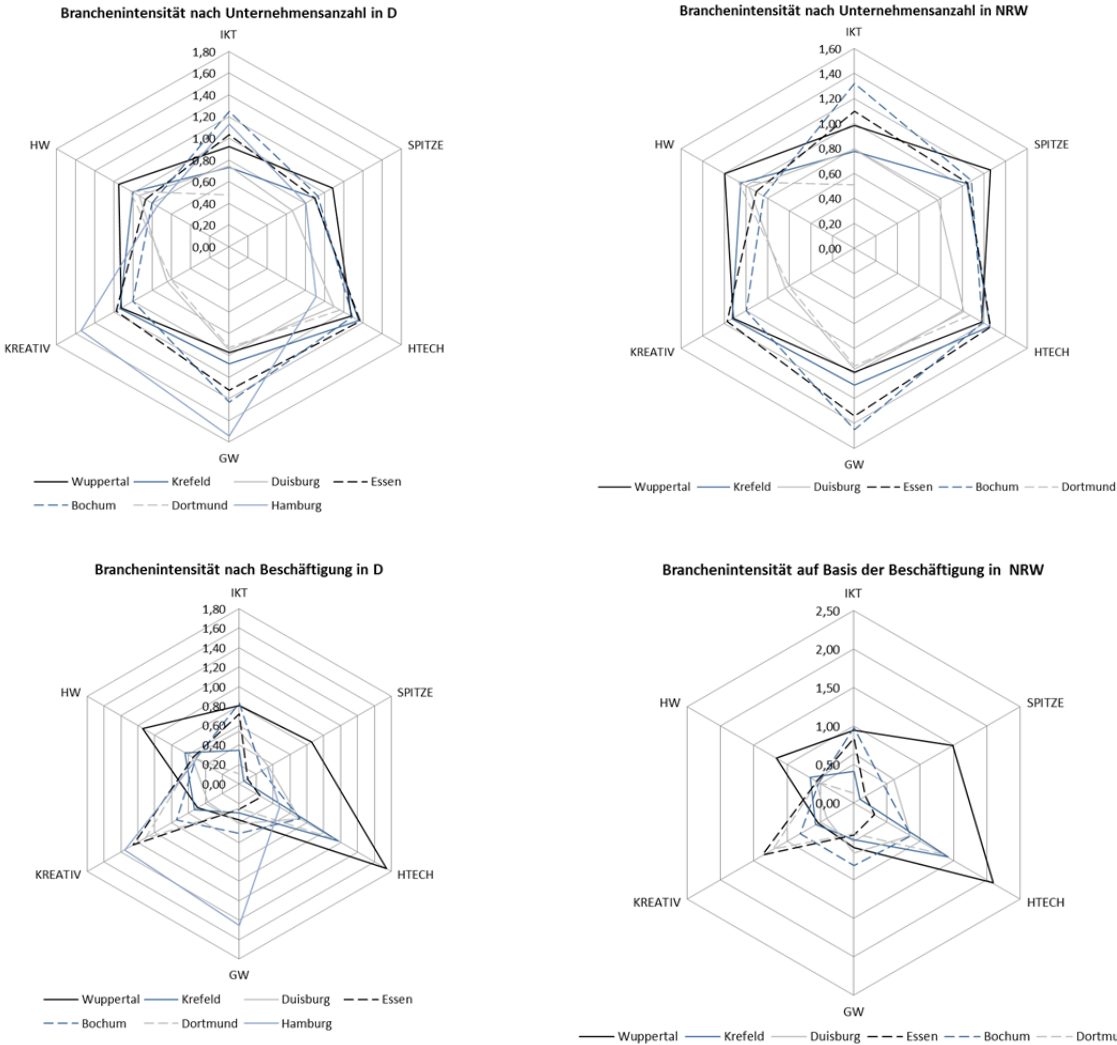 Branchenintensität nach Unternehmensanzahl in D
IKT
1,80
1,60
1,40
1,20
1,00
0,80
0,60
0,40
0,20
0,00
HW
SPITZE
KREATIV
HTECH
GW
Wuppertal Krefeld Duisburg Essen
Bochum Dortmund Hamburg
Branchenintensität nach Unternehmensanzahl in NRW
IKT
1,60
1,40
1,20
1,00
0,80
0,60
0,40
0,20
0,00
HW
SPITZE
KREATIV
HTECH
GW
Wuppertal Krefeld Duisburg Essen Bochum Dortmund
Branchenintensität nach Beschäftigung in D
IKT
1,80
1,60
1,40
1,20
1,00
0,80
0,60
0,40
0,20
0,00
HW
SPITZE
KREATIV
HTECH
GW
Wuppertal Krefeld Duisburg Essen
Bochum Dortmund Hamburg
Branchenintensität auf Basis der Beschäftigung in NRW
IKT
2,50
2,00
1,50
1,00
0,50
0,00
HW
SPITZE
KREATIV
HTECH
GW
Wuppertal Krefeld Duisburg Essen Bochum Dortmu